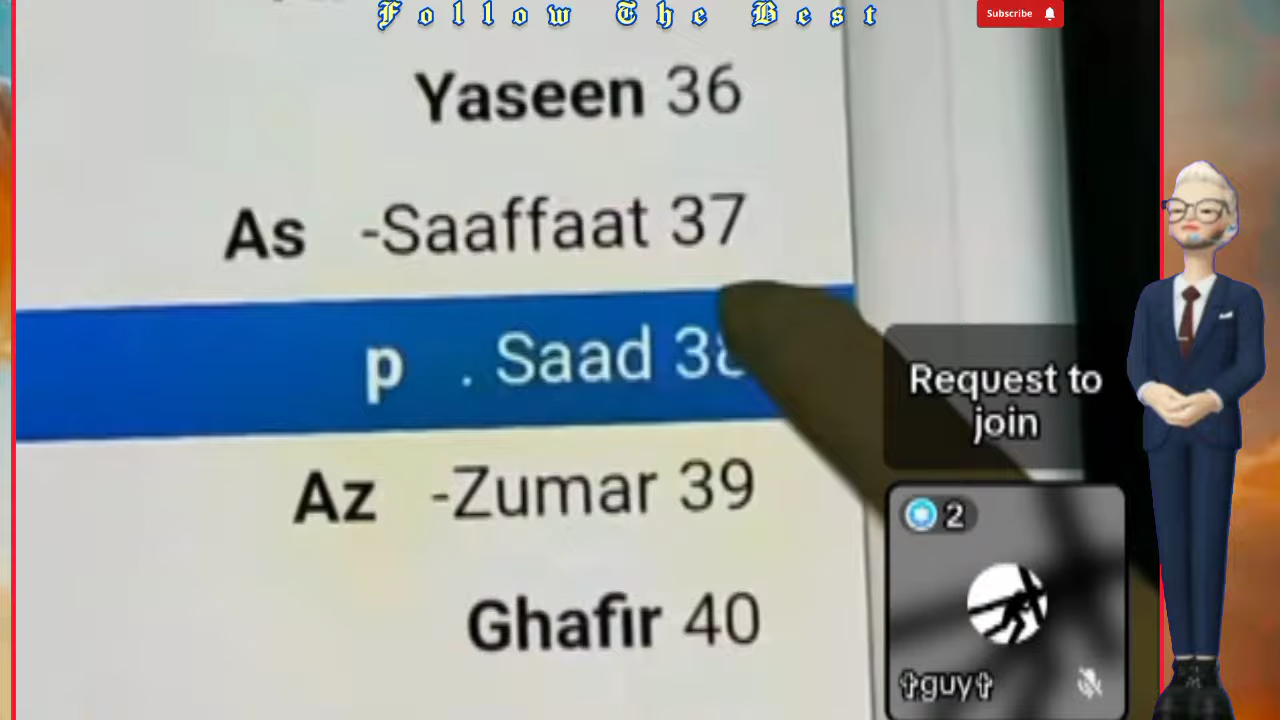 Follow The Best
Subscribe
Yaseen 36
As -Saaffaat 37
p . Saad 38
Az -Zumar 39
Ghafir 40
Request to
join
2
✞guy✞